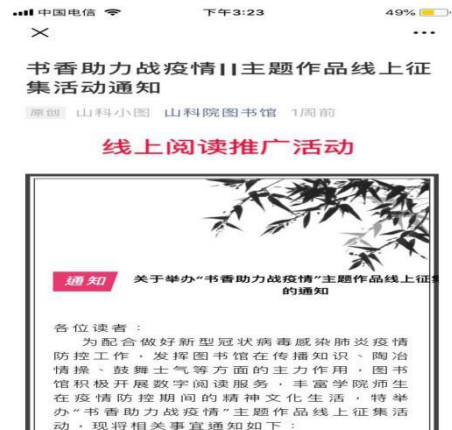 中国电信 下午3:23 49%
书香助力战疫情||主题作品线上征
集活动通知
原创 山科小图 山科院图书馆 1周前
线上阅读推广活动
通知 关于举办“书香助力战疫情”主题作品线上征
的通知
各位读者：
为配合做好新型冠状病毒感染肺炎疫情
防控工作，发挥图书馆在传播知识、陶冶
情操、鼓舞士气等方面的主力作用，图书
馆积极开展数字阅读服务，丰富学院师生
在疫情防控期间的精神文化生活，特举
办“书香助力战疫情”主题作品线上征集活
动，现将相关事宜通知如下：